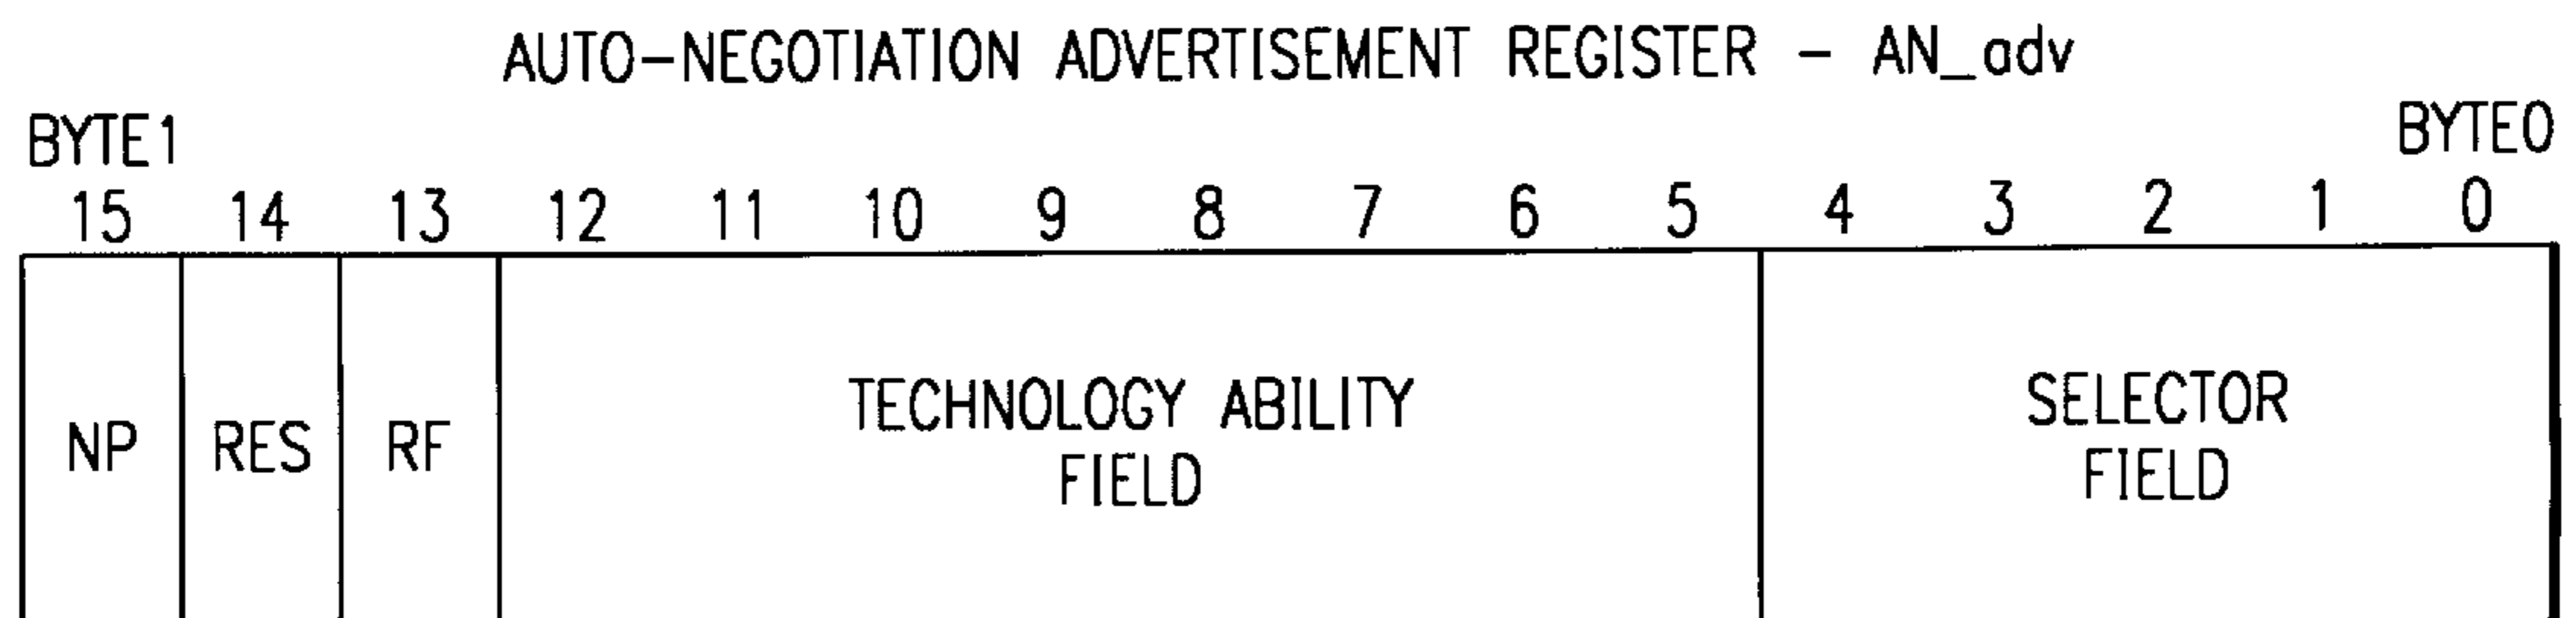 AUTO-NEGOTIATION ADVERTISEMENT REGISTER - AN_adv
BYTE1 BYTE0
15 14 13 12 11 10 9 8 7 6 5 4 3 2 1 0
NP RES RF TECHNOLOGY ABILITY FIELD SELECTOR FIELD